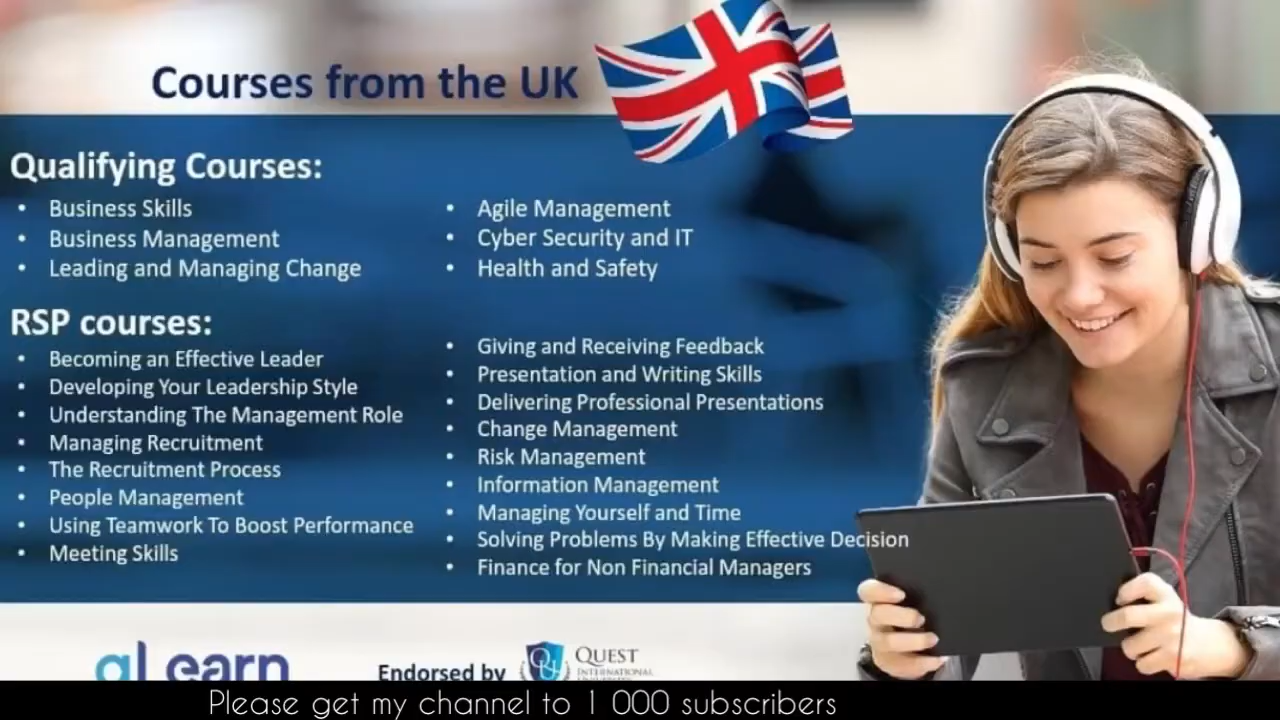 Courses from the UK
Qualifying Courses:
• Business Skills
• Business Management
• Leading and Managing Change
• Agile Management
• Cyber Security and IT
• Health and Safety
RSP courses:
• Becoming an Effective Leader
• Developing Your Leadership Style
• Understanding The Management Role
• Managing Recruitment
• The Recruitment Process
• People Management
• Using Teamwork To Boost Performance
• Meeting Skills
• Giving and Receiving Feedback
• Presentation and Writing Skills
• Delivering Professional Presentations
• Change Management
• Risk Management
• Information Management
• Managing Yourself and Time
• Solving Problems By Making Effective Decision
• Finance for Non Financial Managers
Endorsed by
QUEST
INTERNATIONAL
Please get my channel to 1 000 subscribers